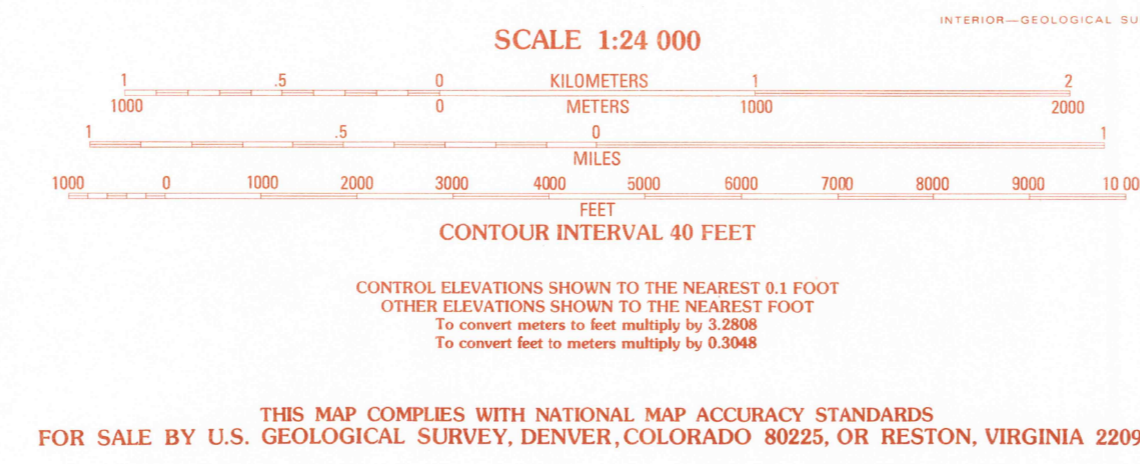 INTERIOR—GEOLOGICAL SU
SCALE 1:24 000
1 .5 0 KILOMETERS 1 2
1000 0 METERS 1000 2000
1 .5 0 1
MILES
1000 0 1000 2000 3000 4000 5000 6000 7000 8000 9000 10 00
FEET
CONTOUR INTERVAL 40 FEET
CONTROL ELEVATIONS SHOWN TO THE NEAREST 0.1 FOOT
OTHER ELEVATIONS SHOWN TO THE NEAREST FOOT
To convert meters to feet multiply by 3.2808
To convert feet to meters multiply by 0.3048
THIS MAP COMPLIES WITH NATIONAL MAP ACCURACY STANDARDS
FOR SALE BY U.S. GEOLOGICAL SURVEY, DENVER, COLORADO 80225, OR RESTON, VIRGINIA 2209